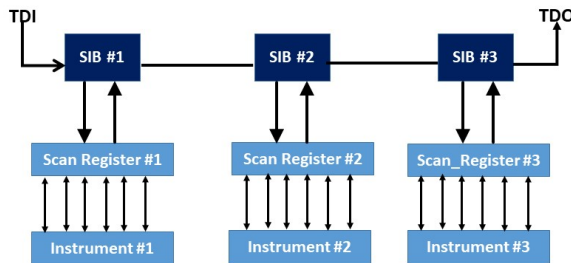 TDI
TDO
SIB #1
SIB #2
SIB #3
Scan Register #1
Scan Register #2
Scan_Register #3
Instrument #1
Instrument #2
Instrument #3